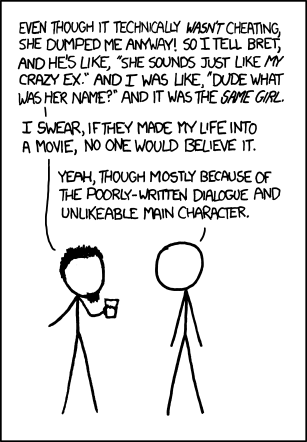 EVEN THOUGH IT TECHNICALLY WASN'T CHEATING,
SHE DUMPED ME ANYWAY! SO I TELL BRET,
AND HE'S LIKE, "SHE SOUNDS JUST LIKE MY
CRAZY EX." AND I WAS LIKE, "DUDE WHAT
WAS HER NAME?" AND IT WAS THE SAME GIRL.
I SWEAR, IF THEY MADE MY LIFE INTO
A MOVIE, NO ONE WOULD BELIEVE IT.
YEAH, THOUGH MOSTLY BECAUSE OF
THE POORLY-WRITTEN DIALOGUE AND
UNLIKEABLE MAIN CHARACTER.